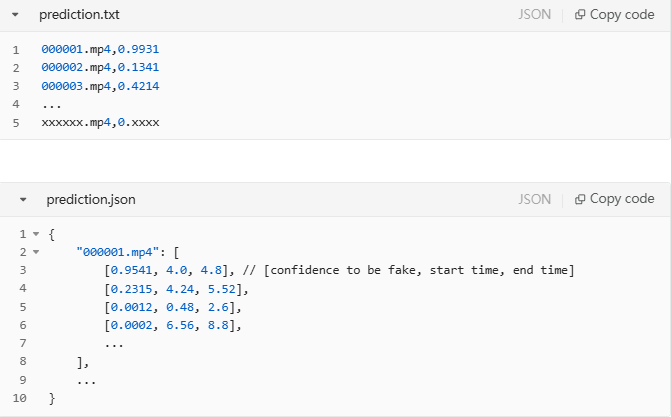 prediction.txt JSON Copy code
1 000001.mp4,0.9931
2 000002.mp4,0.1341
3 000003.mp4,0.4214
4 ...
5 xxxxxx.mp4,0.xxxx
prediction.json JSON Copy code
1 {
2 "000001.mp4": [
3 [0.9541, 4.0, 4.8], // [confidence to be fake, start time, end time]
4 [0.2315, 4.24, 5.52],
5 [0.0012, 0.48, 2.6],
6 [0.0002, 6.56, 8.8],
7 ...
8 ],
9 ...
10 }